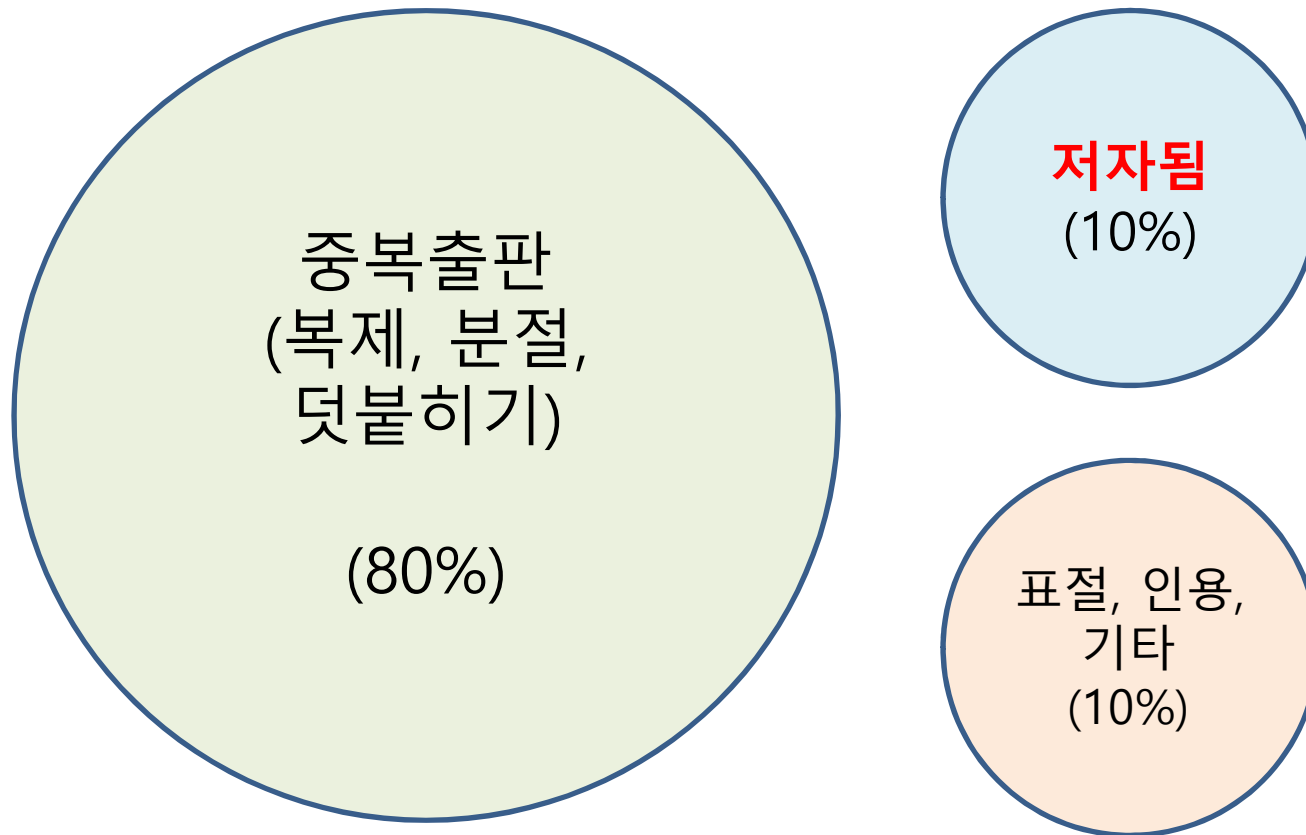 중복출판
(복제, 분절,
덧붙히기)
(80%)
저자됨
(10%)
표절, 인용,
기타
(10%)